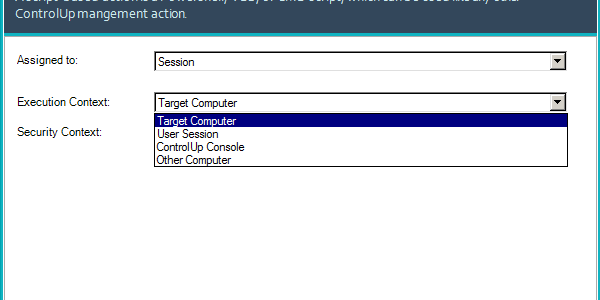 ControlUp mangement action.
Assigned to:
Session
Execution Context:
Target Computer
Target Computer
Security Context:
User Session
ControlUp Console
Other Computer